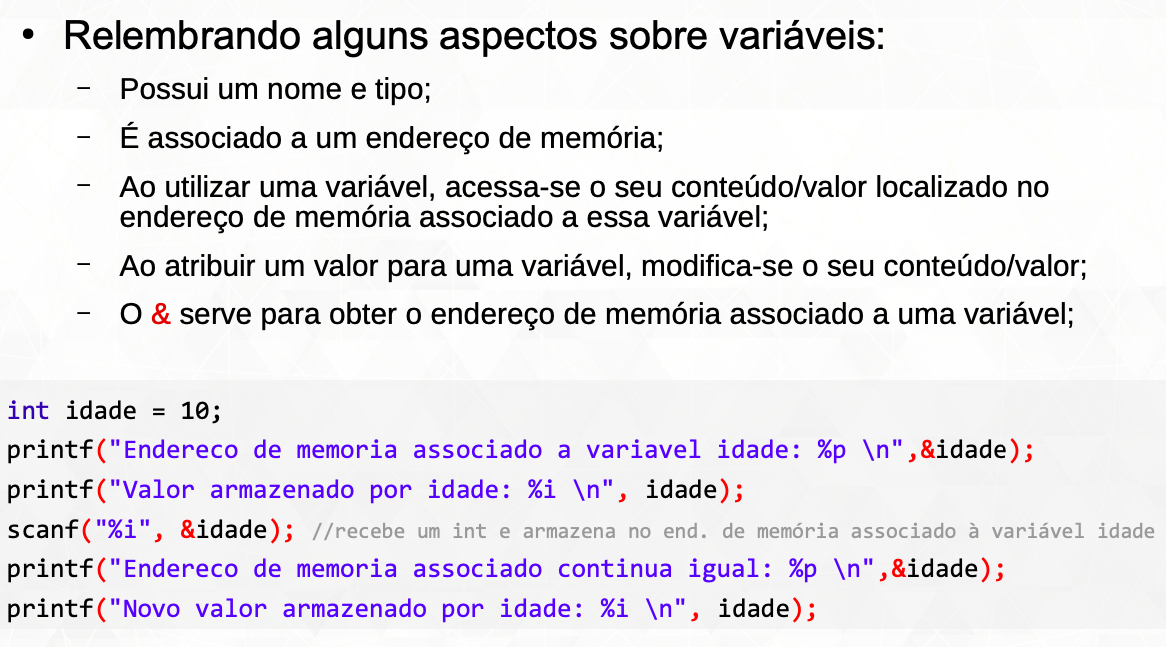 • Relembrando alguns aspectos sobre variáveis:
– Possui um nome e tipo;
– É associado a um endereço de memória;
– Ao utilizar uma variável, acessa-se o seu conteúdo/valor localizado no
endereço de memória associado a essa variável;
– Ao atribuir um valor para uma variável, modifica-se o seu conteúdo/valor;
– O & serve para obter o endereço de memória associado a uma variável;
int idade = 10;
printf("Endereco de memoria associado a variavel idade: %p \n",&idade);
printf("Valor armazenado por idade: %i \n", idade);
scanf("%i", &idade); //recebe um int e armazena no end. de memória associado à variável idade
printf("Endereco de memoria associado continua igual: %p \n",&idade);
printf("Novo valor armazenado por idade: %i \n", idade);